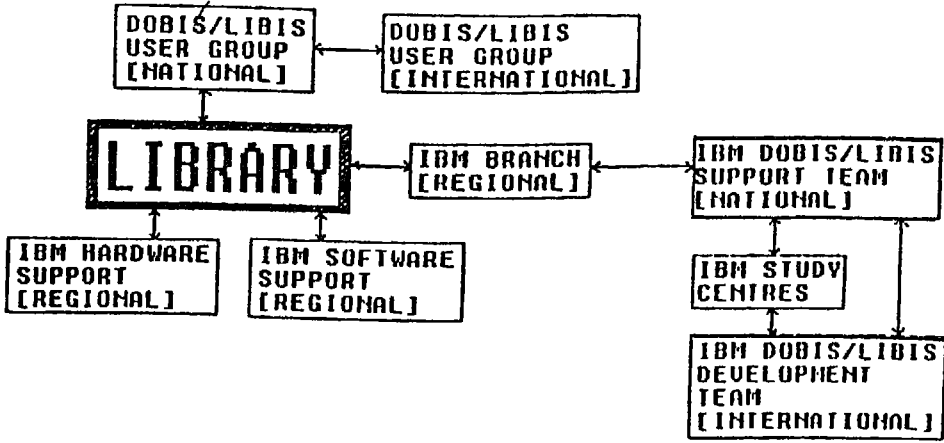 DOBIS/LIBIS
USER GROUP
[NATIONAL]
DOBIS/LIBIS
USER GROUP
[INTERNATIONAL]
LIBRARY
IBM BRANCH
[REGIONAL]
IBM DOBIS/LIBIS
SUPPORT TEAM
[NATIONAL]
IBM HARDWARE
SUPPORT
[REGIONAL]
IBM SOFTWARE
SUPPORT
[REGIONAL]
IBM STUDY
CENTRES
IBM DOBIS/LIBIS
DEVELOPMENT
TEAM
[INTERNATIONAL]